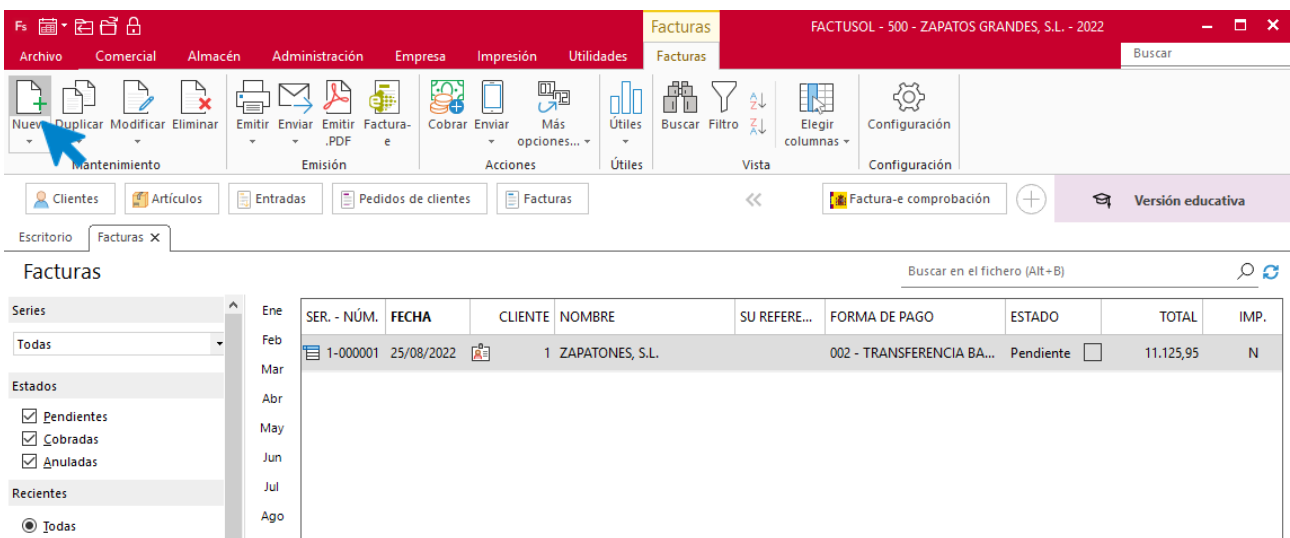 Fs
Facturas
FACTUSOL - 500 - ZAPATOS GRANDES, S.L. - 2022
Archivo Comercial Almacén Administración Empresa Impresión Utilidades Facturas
Buscar
Duplicar Modificar Eliminar Emitir Enviar Emitir .PDF Factura-e Cobrar Enviar Más opciones... Útiles Buscar Filtro Elegir columnas Configuración
Mantenimiento Emisión Acciones Útiles Vista Configuración
Clientes Artículos Entradas Pedidos de clientes Facturas Factura-e comprobación Versión educativa
Escritorio Facturas
Facturas
Buscar en el fichero (Alt+B)
Series
Todas
Estados
Pendientes
Cobradas
Anuladas
Recientes
Todas
Ene
Feb
Mar
Abr
May
Jun
Jul
Ago
SER. - NÚM. FECHA CLIENTE NOMBRE SU REFERE... FORMA DE PAGO ESTADO TOTAL IMP.
1-000001 25/08/2022 1 ZAPATONES, S.L. 002 - TRANSFERENCIA BA... Pendiente 11.125,95 N